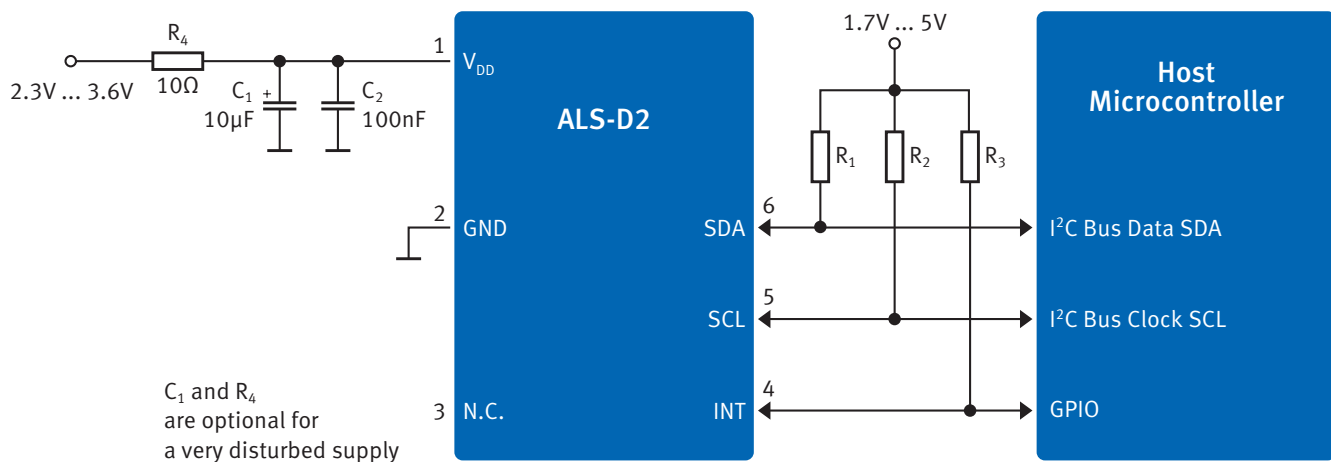 R₄
10Ω
2.3V ... 3.6V
C₁ +
10µF
C₂
100nF
1
V_DD
2
GND
3
N.C.
C₁ and R₄
are optional for
a very disturbed supply
ALS-D2
SDA
6
SCL
5
INT
4
1.7V ... 5V
R₁
R₂
R₃
Host
Microcontroller
I²C Bus Data SDA
I²C Bus Clock SCL
GPIO